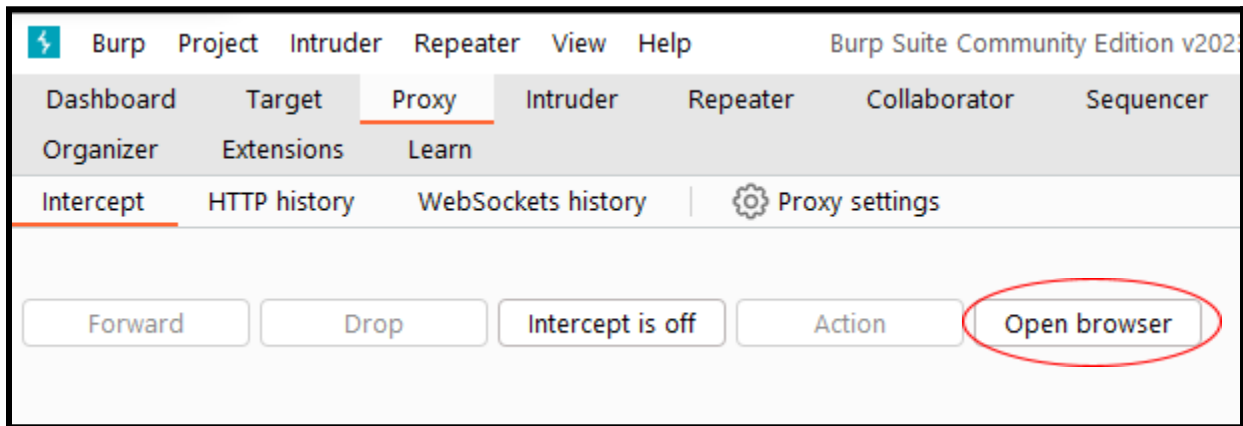 Burp Project Intruder Repeater View Help Burp Suite Community Edition v202
Dashboard Target Proxy Intruder Repeater Collaborator Sequencer
Organizer Extensions Learn
Intercept HTTP history WebSockets history Proxy settings
Forward Drop Intercept is off Action Open browser